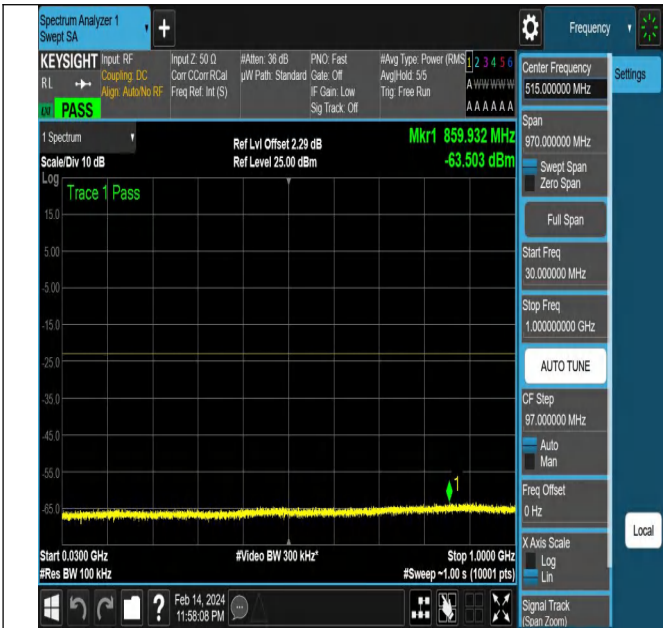 Spectrum Analyzer 1
Swept SA
+
Frequency
KEYSIGHT
RL
PASS
Input: RF
Coupling: DC
Align: Auto/No RF
Input Z: 50 Ω
Corr CCorr RCal
Freq Ref: Int (S)
#Atten: 36 dB
µW Path: Standard
PNO: Fast
Gate: Off
IF Gain: Low
Sig Track: Off
#Avg Type: Power (RMS
Avg|Hold: 5/5
Trig: Free Run
1 2 3 4 5 6
A W W W W W
A A A A A A
1 Spectrum
Scale/Div 10 dB
Log
Ref Lvl Offset 2.29 dB
Ref Level 25.00 dBm
Mkr1 859.932 MHz
-63.503 dBm
Trace 1 Pass
15.0
5.00
-5.00
-15.0
-25.0
-35.0
-45.0
-55.0
-65.0
1
Start 0.0300 GHz
#Res BW 100 kHz
#Video BW 300 kHz*
Stop 1.0000 GHz
#Sweep ~1.00 s (10001 pts)
?
Feb 14, 2024
11:58:08 PM
Center Frequency
515.000000 MHz
Settings
Span
970.000000 MHz
Swept Span
Zero Span
Full Span
Start Freq
30.000000 MHz
Stop Freq
1.000000000 GHz
AUTO TUNE
CF Step
97.000000 MHz
Auto
Man
Freq Offset
0 Hz
Local
X Axis Scale
Log
Lin
Signal Track
(Span Zoom)